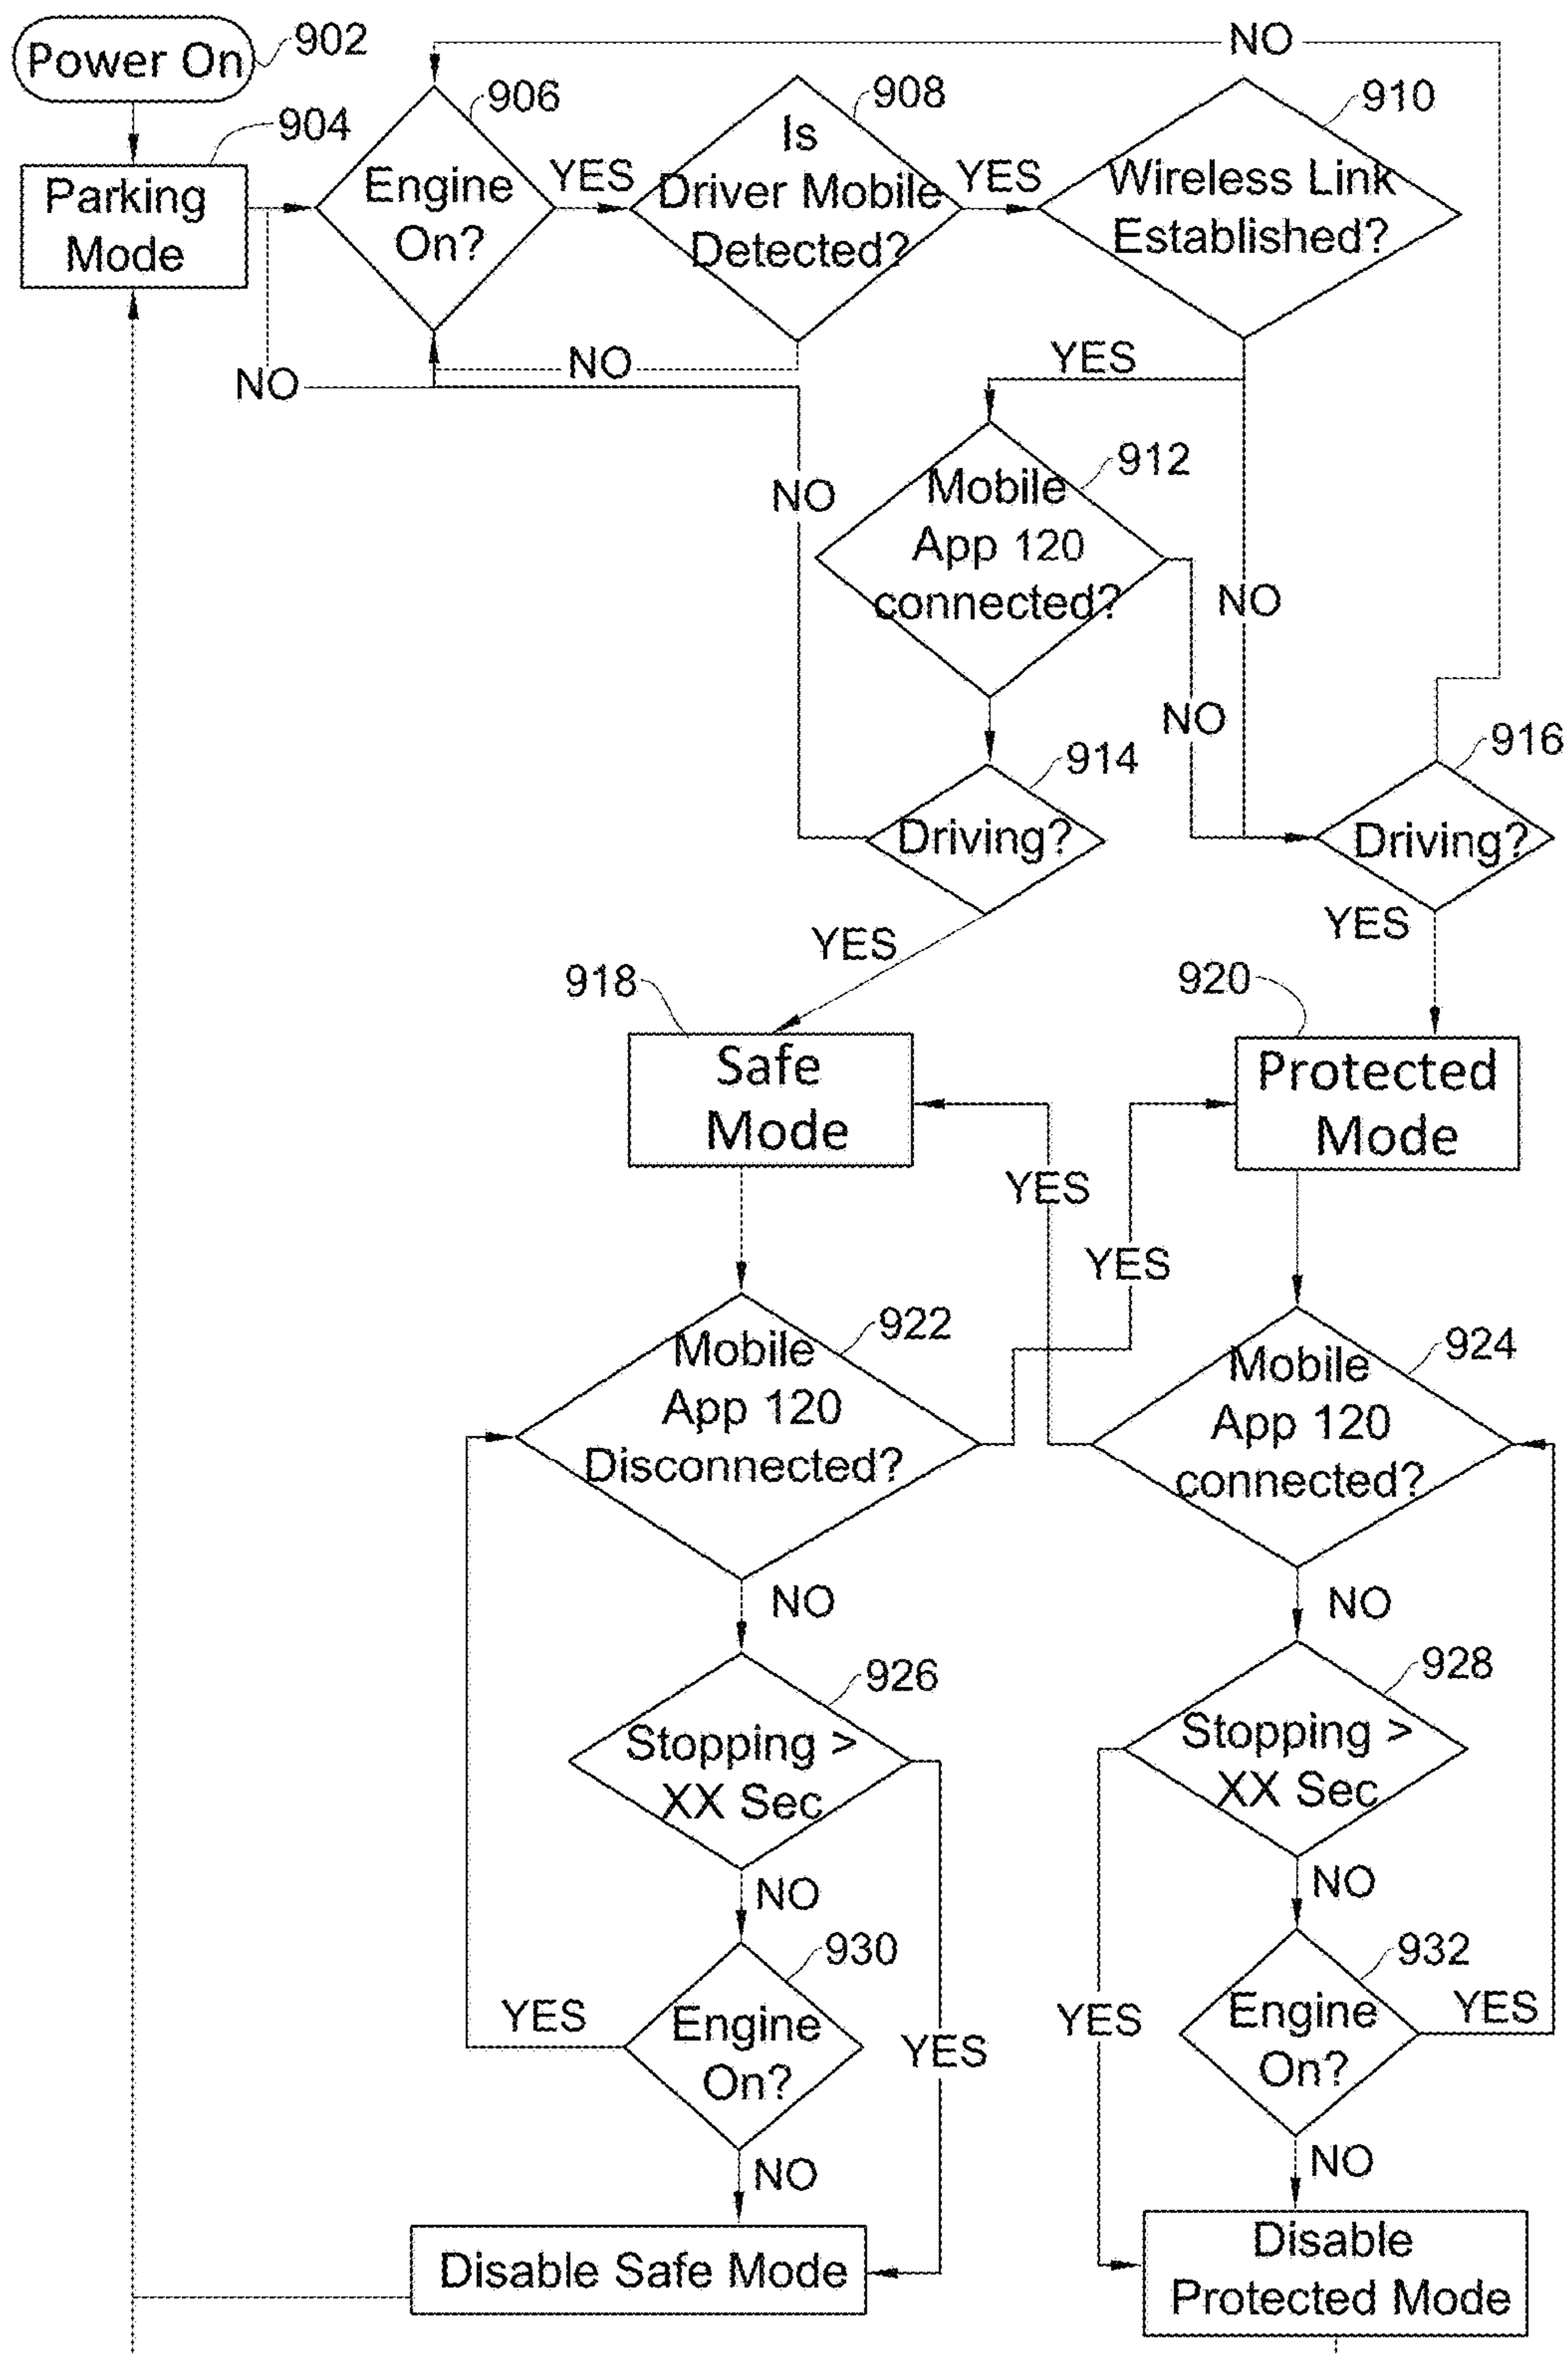 Power On
902
NO
906
908
910
904
Parking
Mode
Engine
On?
YES
Is
Driver Mobile
Detected?
YES
Wireless Link
Established?
NO
NO
YES
NO
912
Mobile
App 120
connected?
NO
NO
914
916
Driving?
Driving?
YES
YES
918
920
Safe
Mode
Protected
Mode
YES
YES
922
924
Mobile
App 120
Disconnected?
Mobile
App 120
connected?
NO
NO
926
928
Stopping >
XX Sec
Stopping >
XX Sec
NO
NO
930
932
YES
Engine
On?
YES
YES
Engine
On?
YES
NO
NO
Disable Safe Mode
Disable
Protected Mode